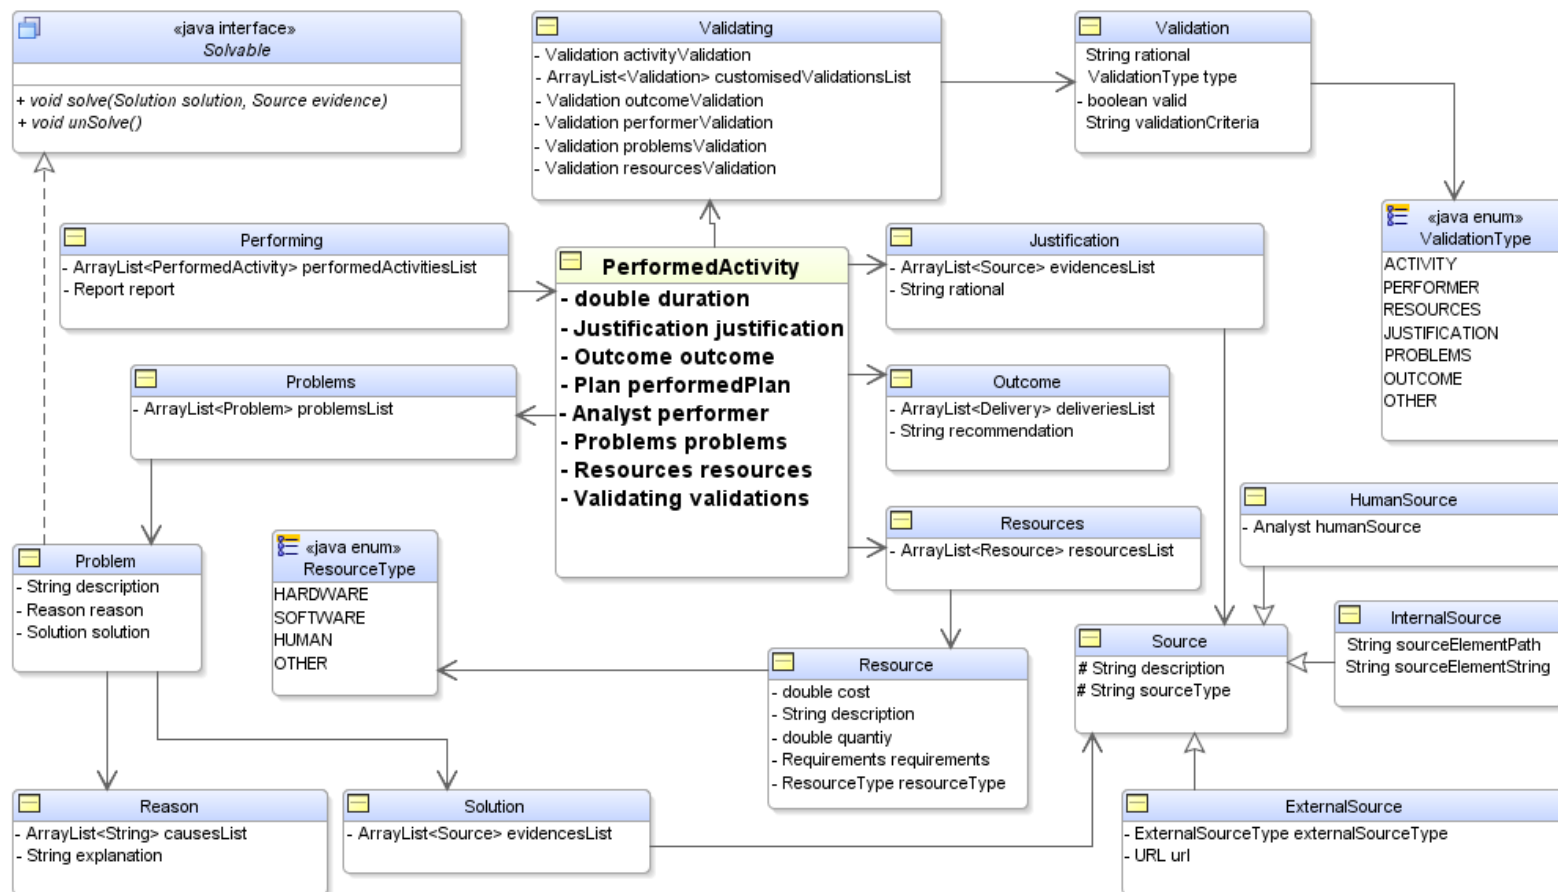 «java interface»
Solvable
+ void solve(Solution solution, Source evidence)
+ void unSolve()
Validating
- Validation activityValidation
- ArrayList<Validation> customisedValidationsList
- Validation outcomeValidation
- Validation performerValidation
- Validation problemsValidation
- Validation resourcesValidation
Validation
String rational
ValidationType type
- boolean valid
String validationCriteria
«java enum»
ValidationType
ACTIVITY
PERFORMER
RESOURCES
JUSTIFICATION
PROBLEMS
OUTCOME
OTHER
Performing
- ArrayList<PerformedActivity> performedActivitiesList
- Report report
PerformedActivity
- double duration
- Justification justification
- Outcome outcome
- Plan performedPlan
- Analyst performer
- Problems problems
- Resources resources
- Validating validations
Justification
- ArrayList<Source> evidencesList
- String rational
Problems
- ArrayList<Problem> problemsList
Outcome
- ArrayList<Delivery> deliveriesList
- String recommendation
HumanSource
- Analyst humanSource
Resources
- ArrayList<Resource> resourcesList
Problem
- String description
- Reason reason
- Solution solution
«java enum»
ResourceType
HARDWARE
SOFTWARE
HUMAN
OTHER
InternalSource
String sourceElementPath
String sourceElementString
Source
# String description
# String sourceType
Resource
- double cost
- String description
- double quantiy
- Requirements requirements
- ResourceType resourceType
Reason
- ArrayList<String> causesList
- String explanation
Solution
- ArrayList<Source> evidencesList
ExternalSource
- ExternalSourceType externalSourceType
- URL url